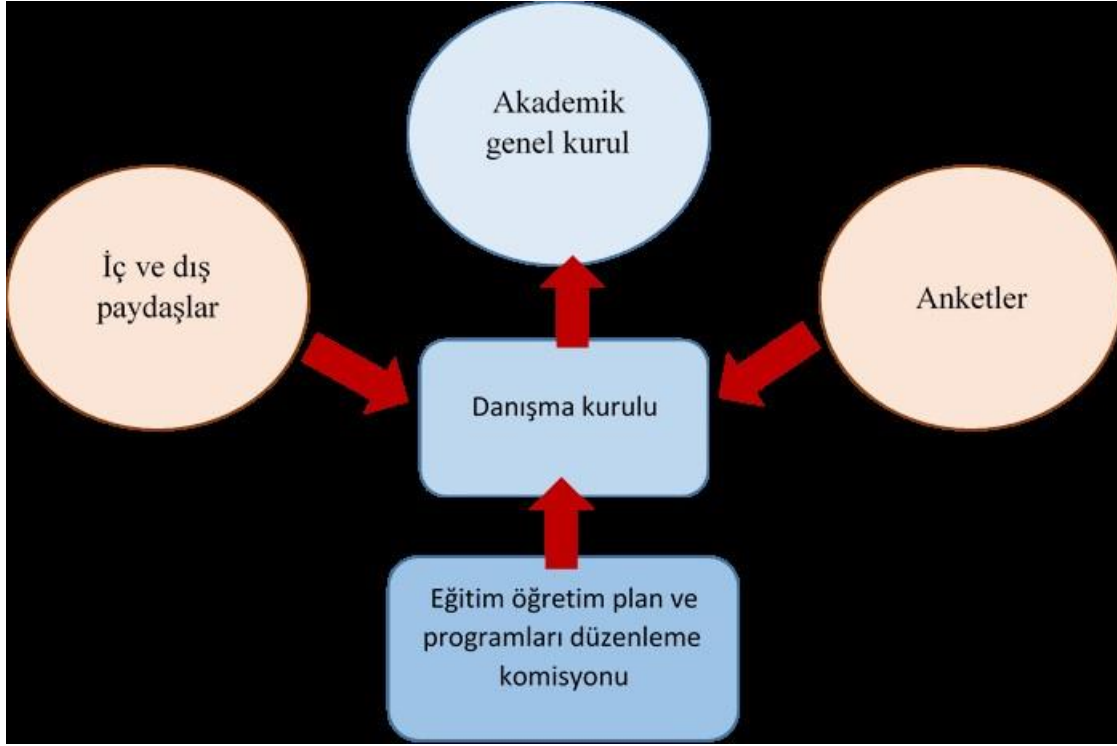 Akademik
genel kurul
İç ve dış
paydaşlar
Anketler
Danışma kurulu
Eğitim öğretim plan ve
programları düzenleme
komisyonu